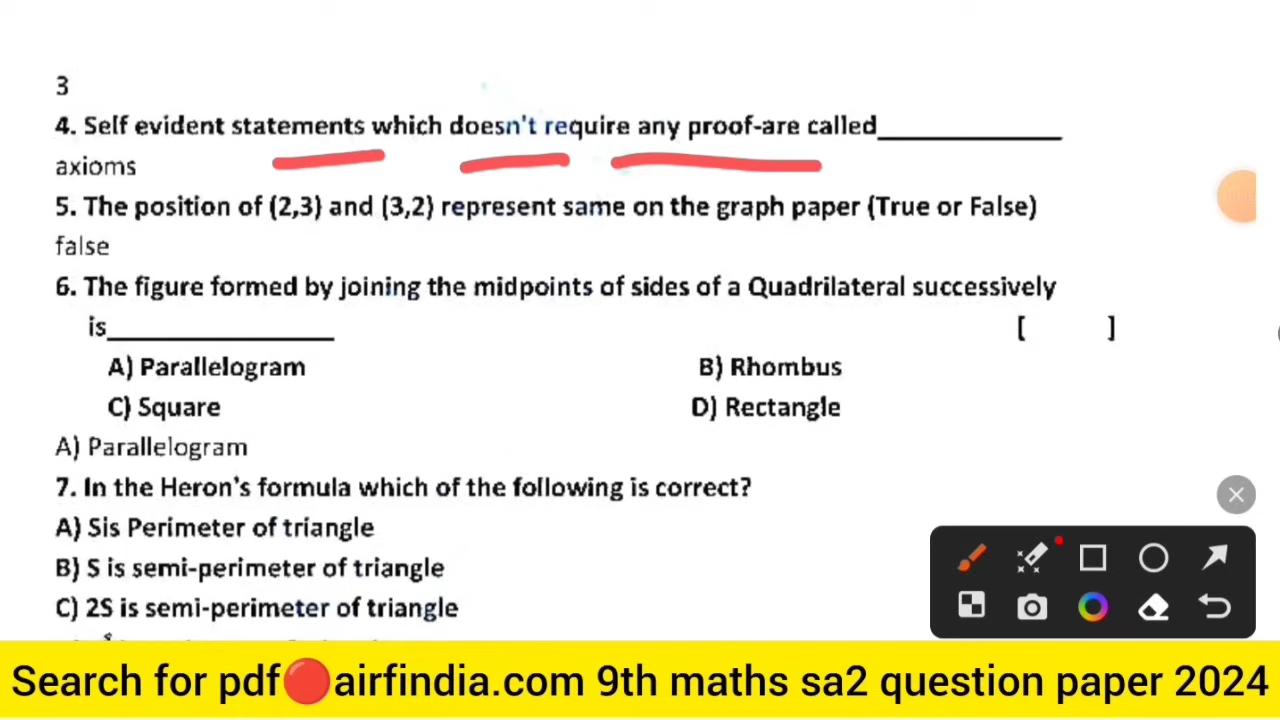 3
4. Self evident statements which doesn't require any proof-are called____________
axioms
5. The position of (2,3) and (3,2) represent same on the graph paper (True or False)
false
6. The figure formed by joining the midpoints of sides of a Quadrilateral successively
is_______________ [ ]
A) Parallelogram B) Rhombus
C) Square D) Rectangle
A) Parallelogram
7. In the Heron's formula which of the following is correct?
A) Sis Perimeter of triangle
B) S is semi-perimeter of triangle
C) 2S is semi-perimeter of triangle
Search for pdf🔴airfindia.com 9th maths sa2 question paper 2024